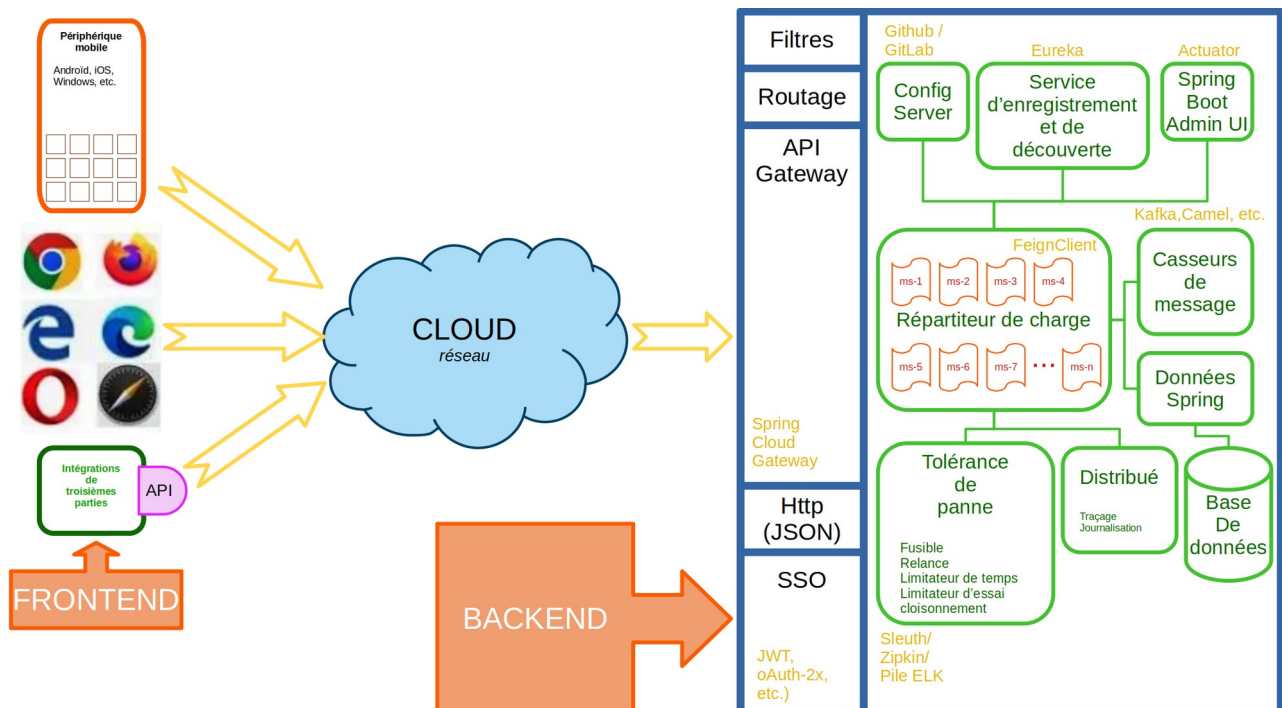 Périphérique
mobile
Androïd, iOS,
Windows, etc.
Intégrations
de
troisièmes
parties
API
FRONTEND
CLOUD
réseau
BACKEND
Filtres
Routage
API
Gateway
Spring
Cloud
Gateway
Http
(JSON)
SSO
JWT,
oAuth-2x,
etc.)
Github /
GitLab
Config
Server
Eureka
Service
d'enregistrement
et de
découverte
Actuator
Spring
Boot
Admin UI
FeignClient
ms-1 ms-2 ms-3 ms-4
Répartiteur de charge
ms-5 ms-6 ms-7 ... ms-n
Kafka,Camel, etc.
Casseurs
de
message
Données
Spring
Tolérance
de
panne
Fusible
Relance
Limitateur de temps
Limitateur d'essai
cloisonnement
Sleuth/
Zipkin/
Pile ELK
Distribué
Traçage
Journalisation
Base
De
données